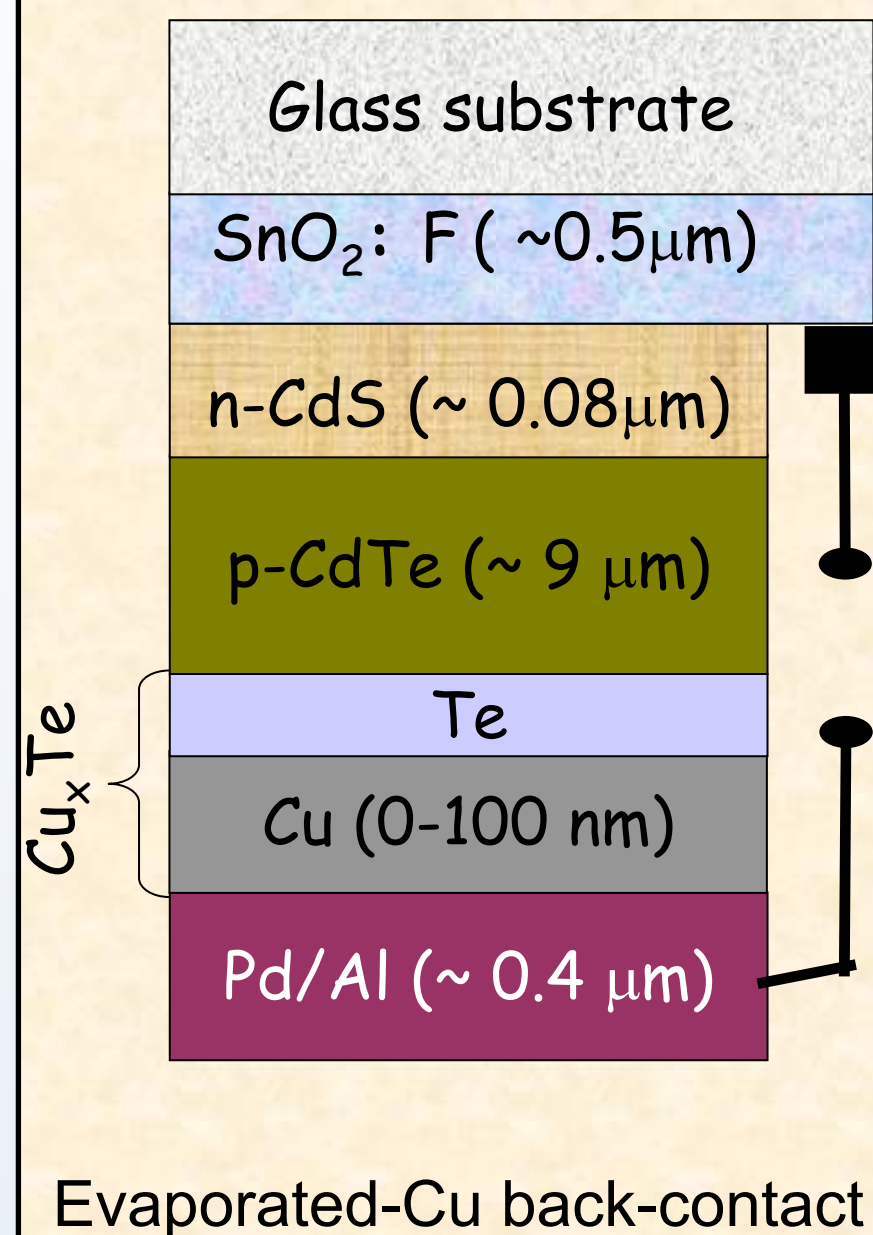 Glass substrate
SnO₂: F ( ~0.5μm)
n-CdS (~ 0.08μm)
p-CdTe (~ 9 μm)
CuₓTe
Te
Cu (0-100 nm)
Pd/Al (~ 0.4 μm)
Evaporated-Cu back-contact